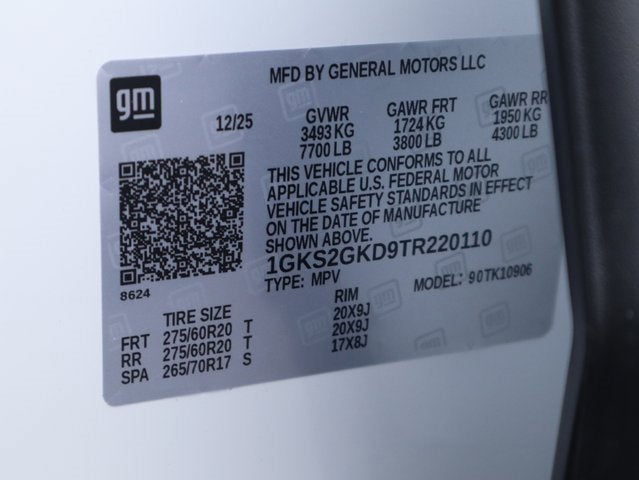 gm
MFD BY GENERAL MOTORS LLC
12/25
GVWR GAWR FRT GAWR RR
3493 KG 1724 KG 1950 KG
7700 LB 3800 LB 4300 LB
THIS VEHICLE CONFORMS TO ALL
APPLICABLE U.S. FEDERAL MOTOR
VEHICLE SAFETY STANDARDS IN EFFECT
ON THE DATE OF MANUFACTURE
SHOWN ABOVE.
1GKS2GKD9TR220110
TYPE: MPV MODEL: 90TK10906
8624
TIRE SIZE RIM
FRT 275/60R20 T 20X9J
RR 275/60R20 T 20X9J
SPA 265/70R17 S 17X8J